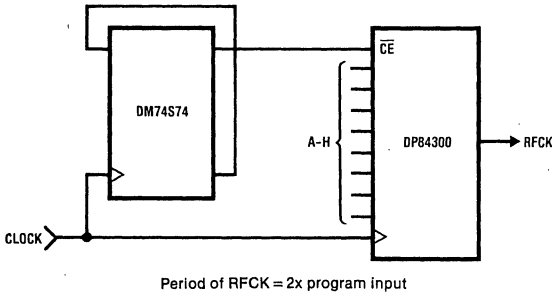 DM74S74
CE
A-H
DP84300
RFCK
CLOCK
Period of RFCK = 2x program input